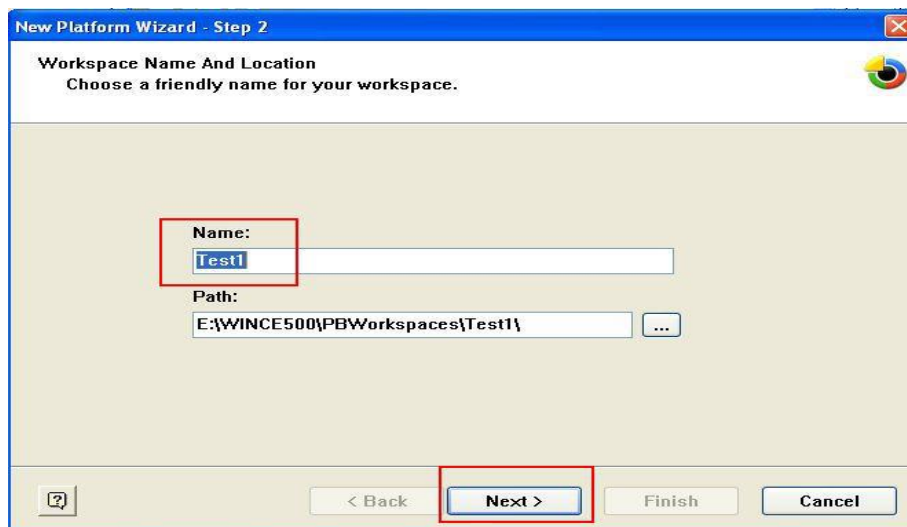 New Platform Wizard - Step 2
Workspace Name And Location
Choose a friendly name for your workspace.
Name:
Test1
Path:
E:\WINCE500\PBWorkspaces\Test1\
...
< Back
Next >
Finish
Cancel